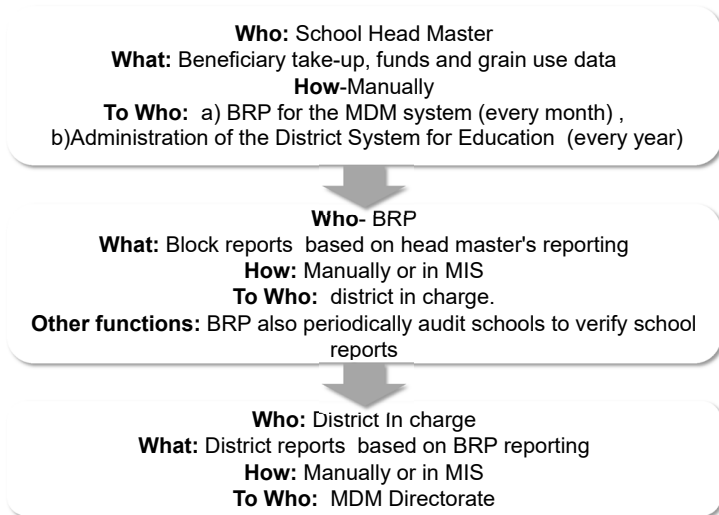 Who: School Head Master
What: Beneficiary take-up, funds and grain use data
How-Manually
To Who: a) BRP for the MDM system (every month) ,
b)Administration of the District System for Education (every year)
Who- BRP
What: Block reports based on head master's reporting
How: Manually or in MIS
To Who: district in charge.
Other functions: BRP also periodically audit schools to verify school
reports
Who: District In charge
What: District reports based on BRP reporting
How: Manually or in MIS
To Who: MDM Directorate